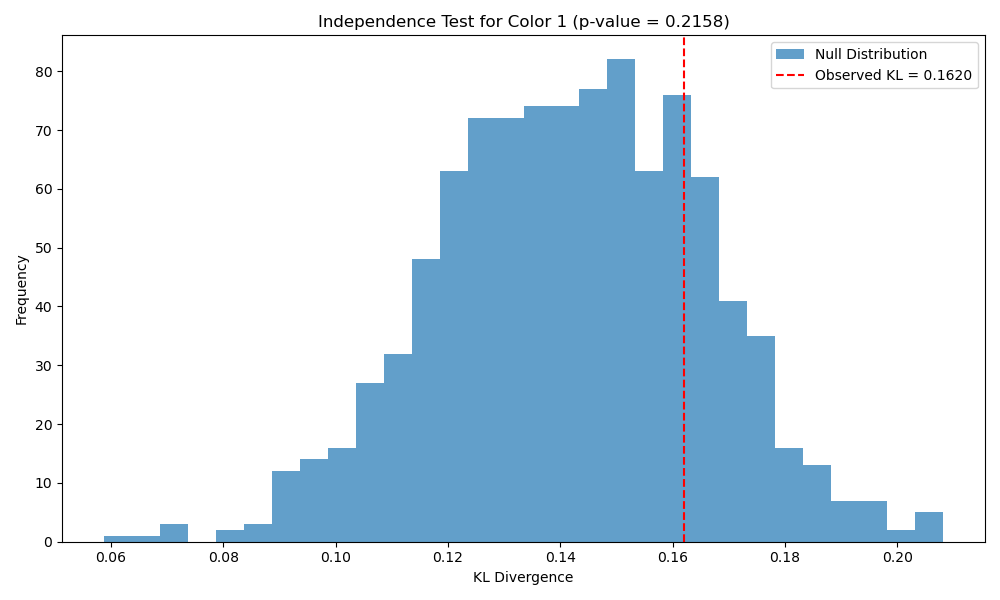 Independence Test for Color 1 (p-value = 0.2158)
Null Distribution
Observed KL = 0.1620
Frequency
80
70
60
50
40
30
20
10
0
0.06 0.08 0.10 0.12 0.14 0.16 0.18 0.20
KL Divergence